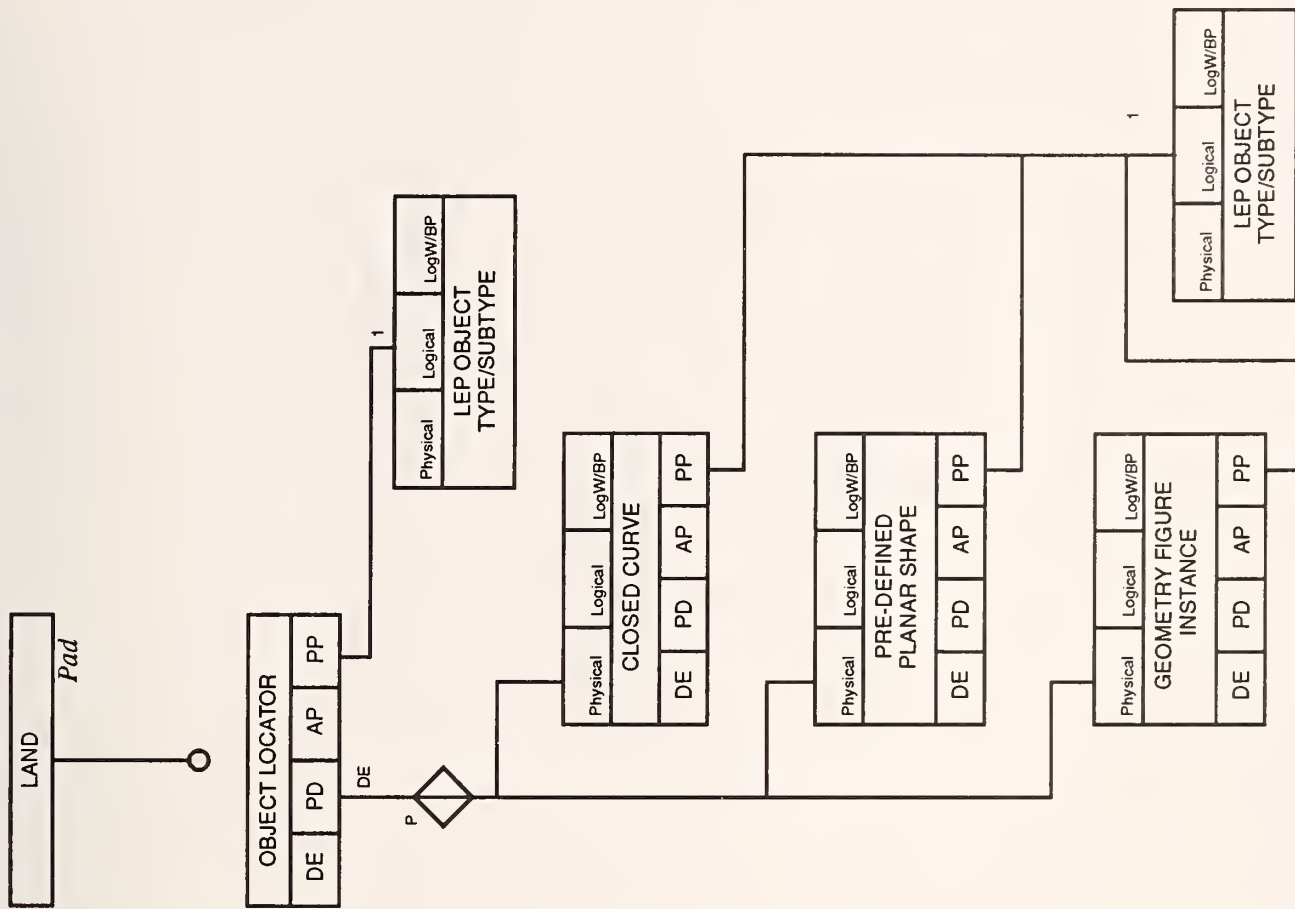 LAND
Pad
OBJECT LOCATOR
DE PD AP PP
DE
P
1
Physical Logical LogW/BP
LEP OBJECT
TYPE/SUBTYPE
Physical Logical LogW/BP
CLOSED CURVE
DE PD AP PP
Physical Logical LogW/BP
PRE-DEFINED
PLANAR SHAPE
DE PD AP PP
Physical Logical LogW/BP
GEOMETRY FIGURE
INSTANCE
DE PD AP PP
1
Physical Logical LogW/BP
LEP OBJECT
TYPE/SUBTYPE